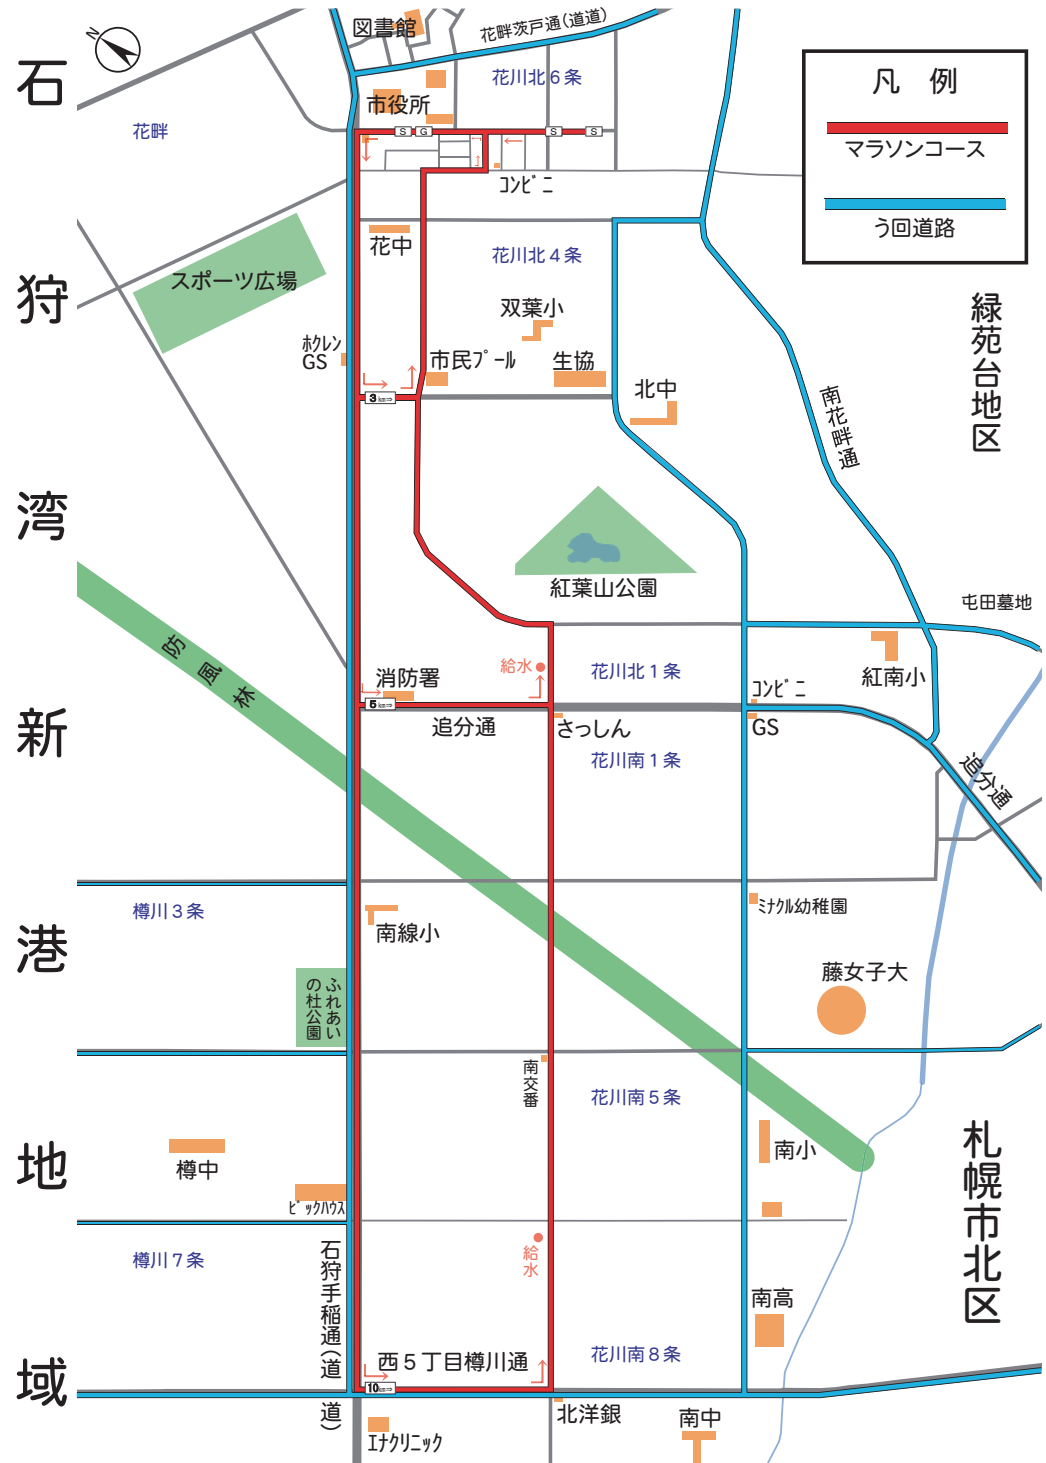 石狩湾新港地域
N
図書館
花畔茨戸通(道道)
花川北6条
市役所
花畔
S
G
S
S
コンビニ
凡 例
マラソンコース
う回道路
花中
花川北4条
スポーツ広場
双葉小
ホクレン
GS
市民プール
生協
北中
3km⇒
南花畔通
緑苑台地区
紅葉山公園
屯田墓地
防風林
給水
花川北1条
消防署
紅南小
コンビニ
5km⇒
追分通
さっしん
GS
花川南1条
追分通
樽川3条
南線小
ミナクル幼稚園
藤女子大
ふれあい
の杜公園
南交番
花川南5条
樽中
南小
札幌市北区
ビックハウス
樽川7条
石狩手稲通(道道)
給水
南高
西5丁目樽川通
花川南8条
10km⇒
北洋銀
南中
エナクリニック